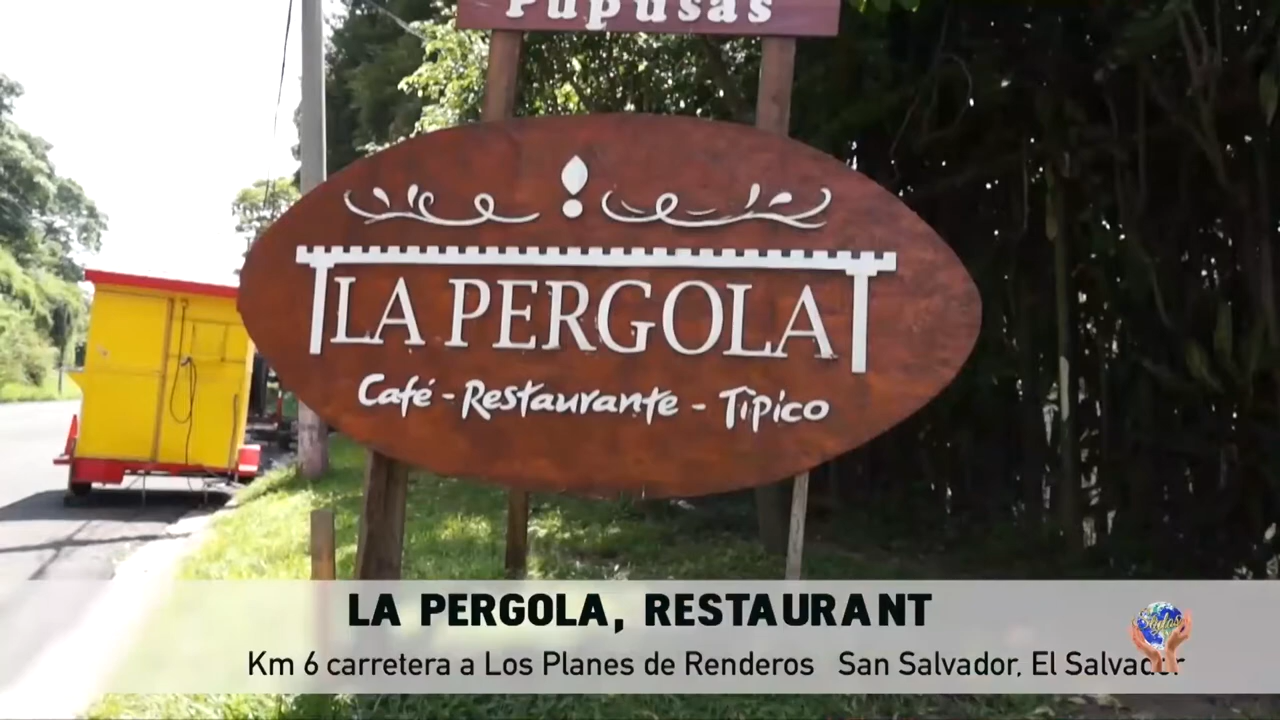 Pupusas
LA PERGOLA
Café - Restaurante - Típico
LA PERGOLA, RESTAURANT
Km 6 carretera a Los Planes de Renderos San Salvador, El Salvador